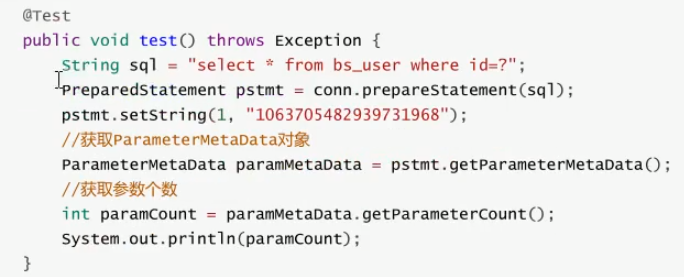 @Test
public void test() throws Exception {
String sql = "select * from bs_user where id=?";
PreparedStatement pstmt = conn.prepareStatement(sql);
pstmt.setString(1, "1063705482939731968");
//获取ParameterMetaData对象
ParameterMetaData paramMetaData = pstmt.getParameterMetaData();
//获取参数个数
int paramCount = paramMetaData.getParameterCount();
System.out.println(paramCount);
}